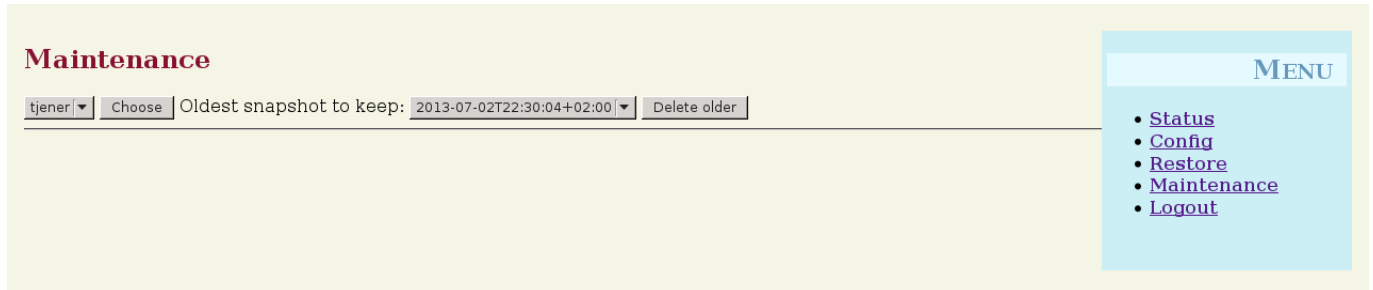 Maintenance
tjener Choose Oldest snapshot to keep: 2013-07-02T22:30:04+02:00 Delete older
MENU
Status
Config
Restore
Maintenance
Logout